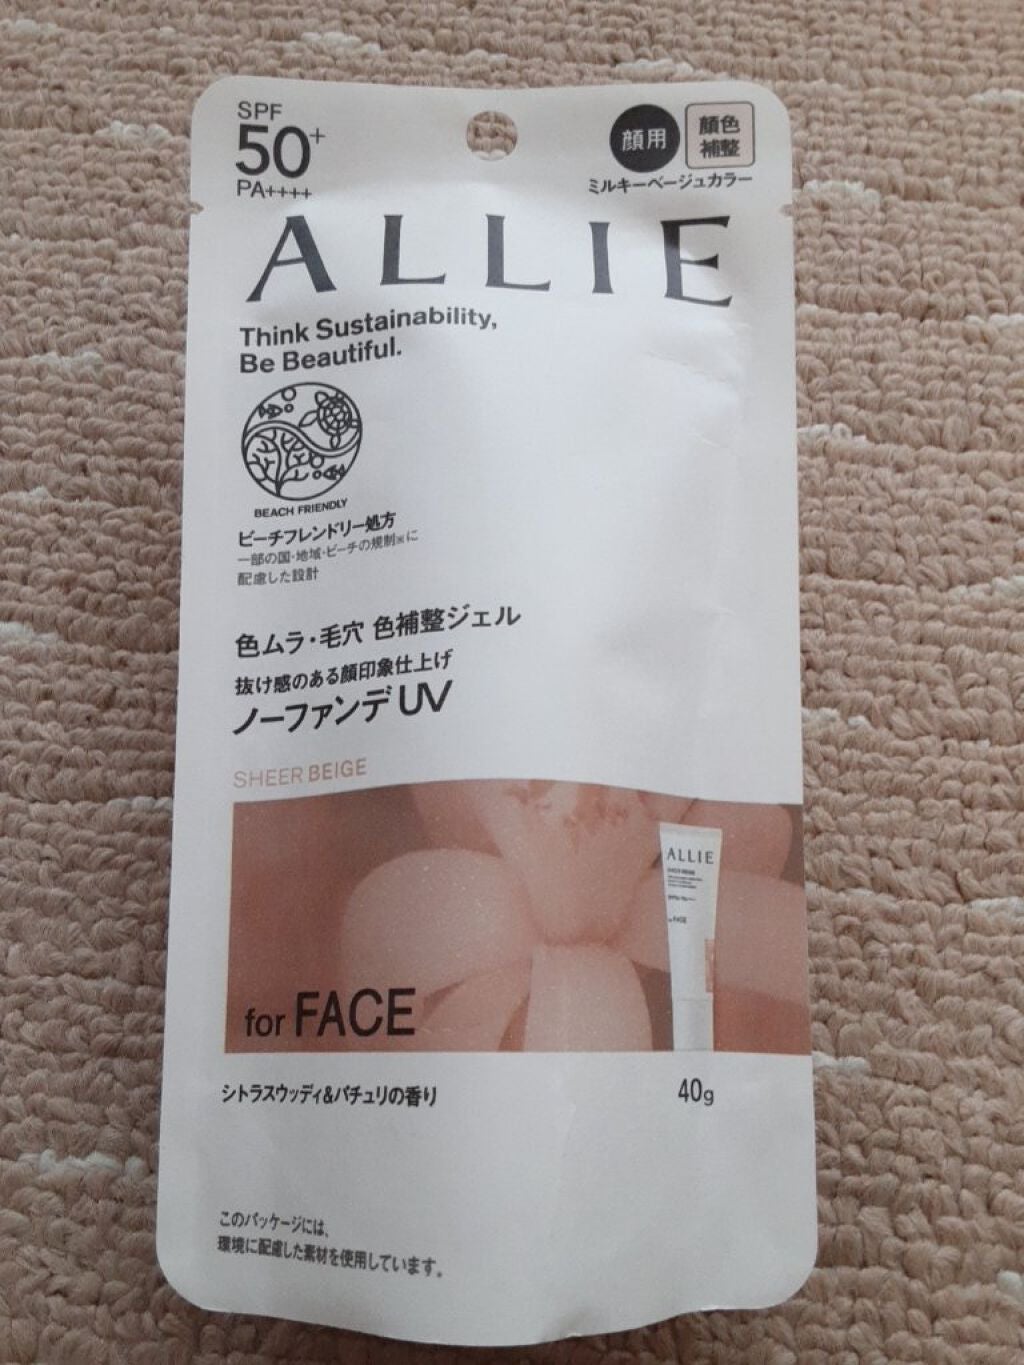 SPF
50+
PA++++
顔用
顔色
補整
ミルキーベージュカラー
ALLIE
Think Sustainability,
Be Beautiful.
BEACH FRIENDLY
ビーチフレンドリー処方
一部の国・地域・ビーチの規制※に
配慮した設計
色ムラ・毛穴 色補整ジェル
抜け感のある顔印象仕上げ
ノーファンデUV
SHEER BEIGE
ALLIE
for FACE
for FACE
シトラスウッディ&パチュリの香り
40g
このパッケージには、
環境に配慮した素材を使用しています。